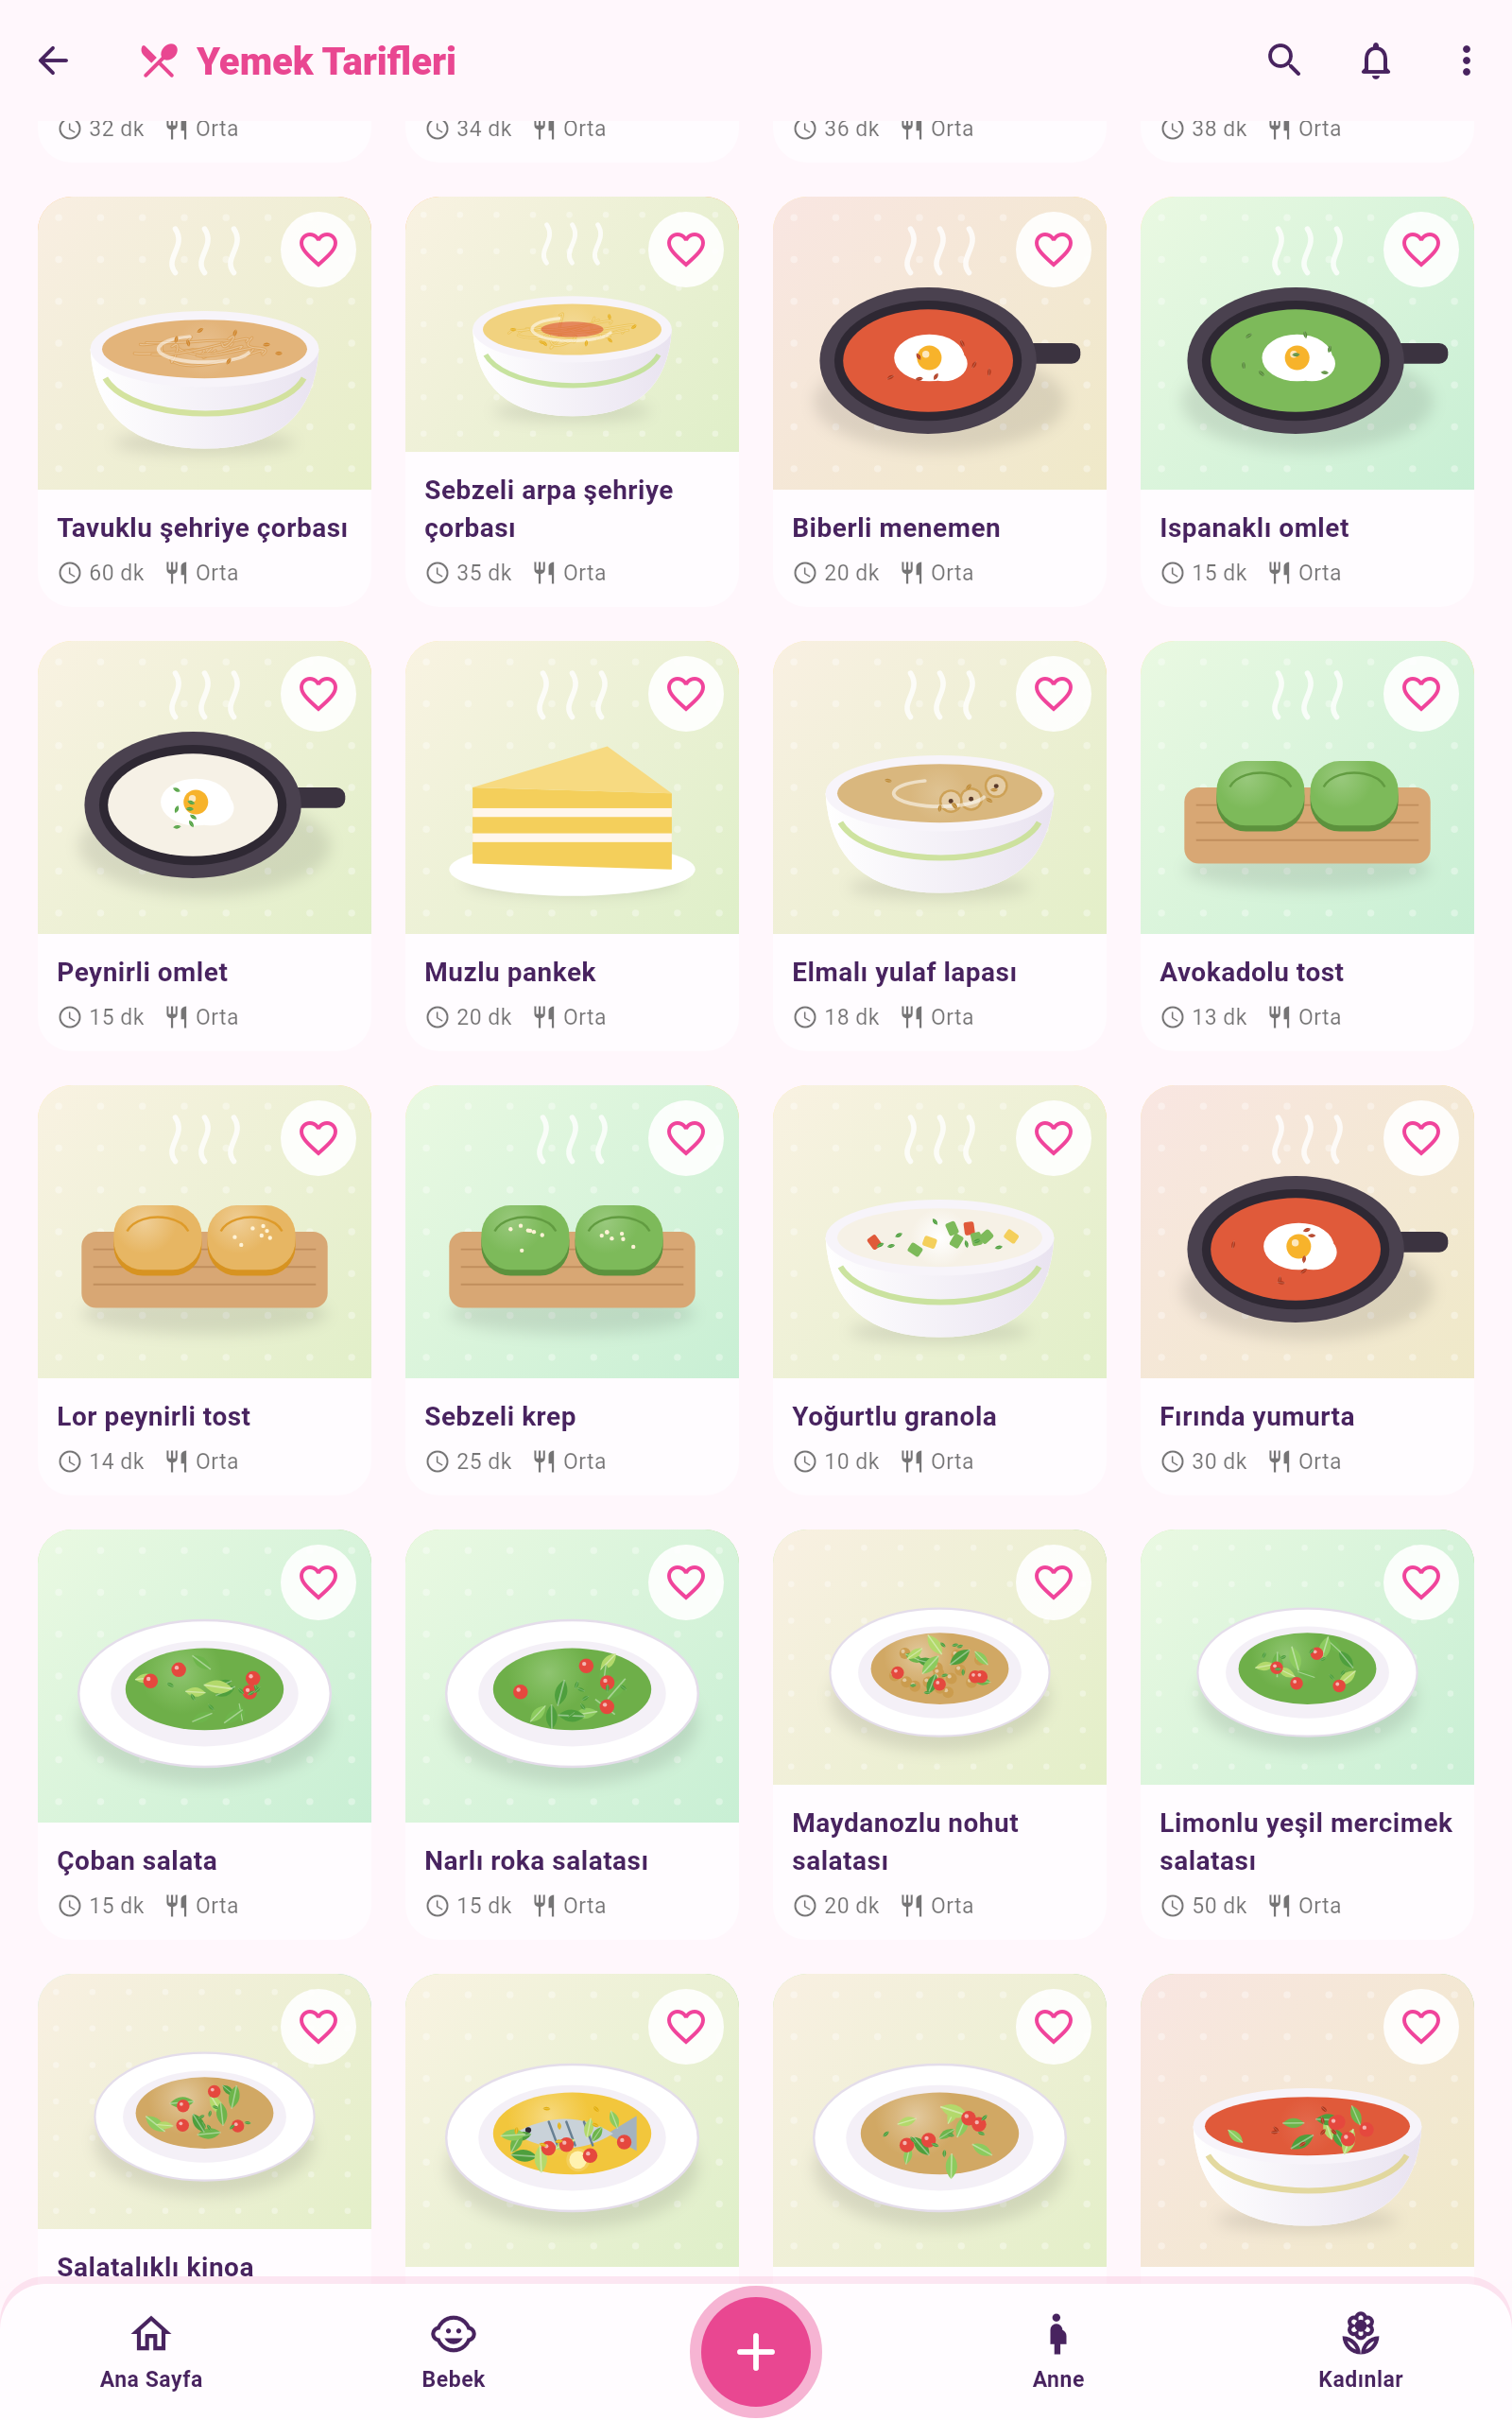 Yemek Tarifleri
32 dk Orta
34 dk Orta
36 dk Orta
38 dk Orta
Tavuklu şehriye çorbası
60 dk Orta
Sebzeli arpa şehriye
çorbası
35 dk Orta
Biberli menemen
20 dk Orta
Ispanaklı omlet
15 dk Orta
Peynirli omlet
15 dk Orta
Muzlu pankek
20 dk Orta
Elmalı yulaf lapası
18 dk Orta
Avokadolu tost
13 dk Orta
Lor peynirli tost
14 dk Orta
Sebzeli krep
25 dk Orta
Yoğurtlu granola
10 dk Orta
Fırında yumurta
30 dk Orta
Çoban salata
15 dk Orta
Narlı roka salatası
15 dk Orta
Maydanozlu nohut
salatası
20 dk Orta
Limonlu yeşil mercimek
salatası
50 dk Orta
Salatalıklı kinoa
Ana Sayfa
Bebek
Anne
Kadınlar